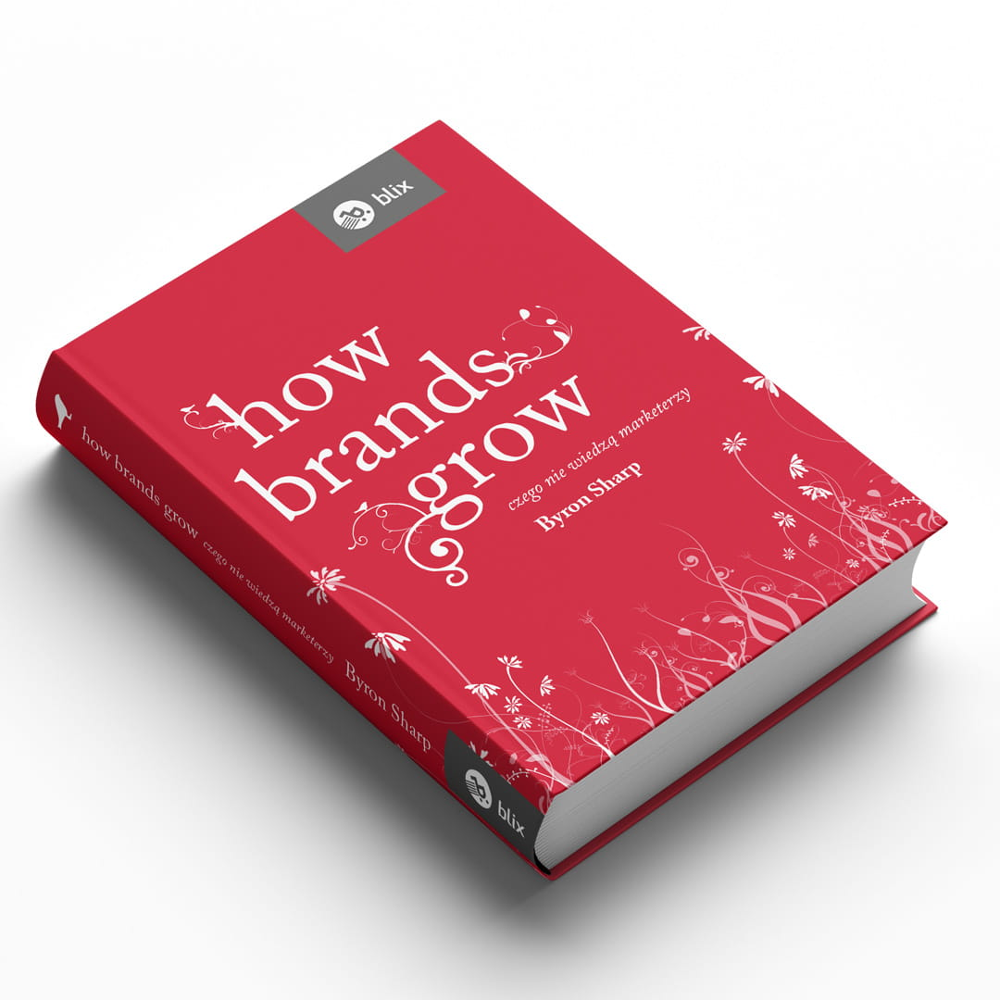 blix
how
brands
grow
czego nie wiedzą marketerzy
Byron Sharp
how brands grow czego nie wiedzą marketerzy Byron Sharp
blix